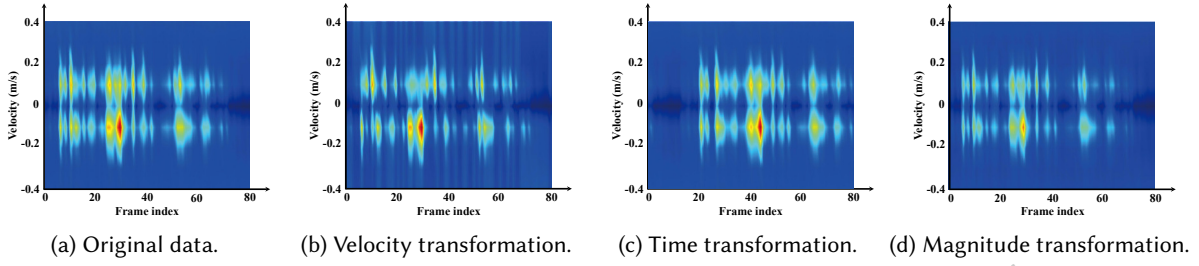 0.4
0.2
0
-0.2
-0.4
Velocity (m/s)
0 20 40 60 80
Frame index
(a) Original data.
0.4
0.2
0
-0.2
-0.4
Velocity (m/s)
0 20 40 60 80
Frame index
(b) Velocity transformation.
0.4
0.2
0
-0.2
-0.4
Velocity (m/s)
0 20 40 60 80
Frame index
(c) Time transformation.
0.4
0.2
0
-0.2
-0.4
Velocity (m/s)
0 20 40 60 80
Frame index
(d) Magnitude transformation.